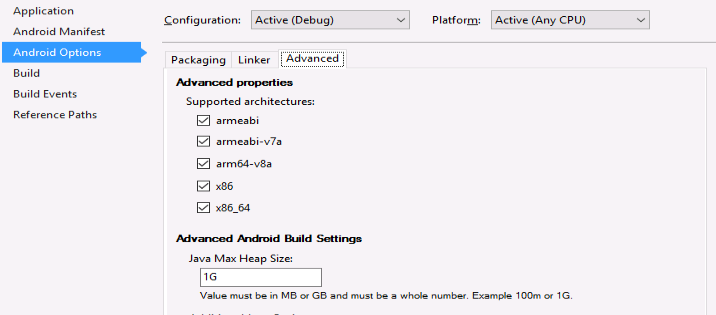 Application
Android Manifest
Android Options
Build
Build Events
Reference Paths
Configuration: Active (Debug) Platform: Active (Any CPU)
Packaging Linker Advanced
Advanced properties
Supported architectures:
armeabi
armeabi-v7a
arm64-v8a
x86
x86_64
Advanced Android Build Settings
Java Max Heap Size:
1G
Value must be in MB or GB and must be a whole number. Example 100m or 1G.